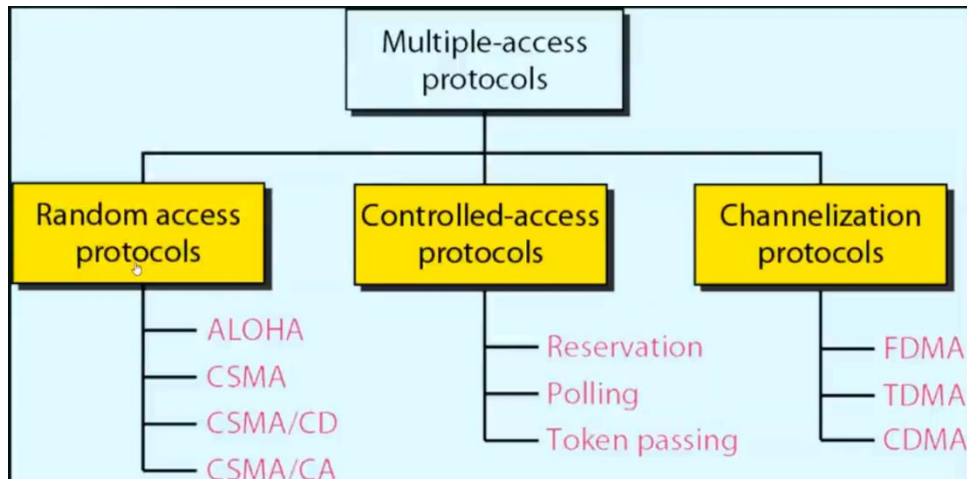 Multiple-access
protocols
Random access
protocols
Controlled-access
protocols
Channelization
protocols
ALOHA
CSMA
CSMA/CD
CSMA/CA
Reservation
Polling
Token passing
FDMA
TDMA
CDMA